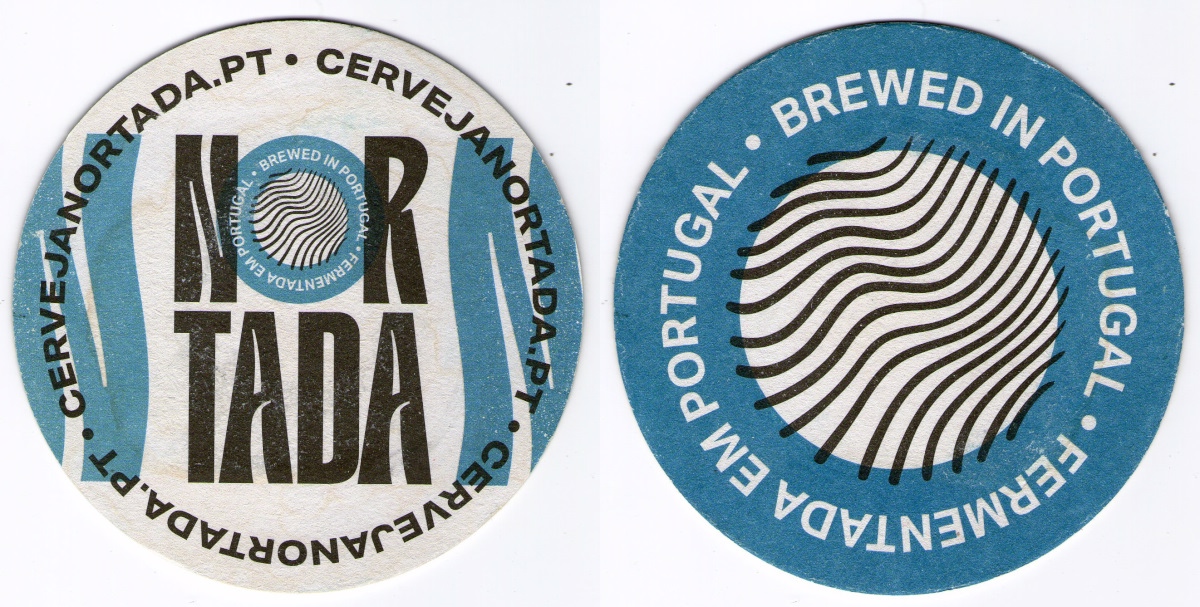 CERVEJANORTADA.PT • CERVEJANORTADA.PT • CERVEJANORTADA.PT •
NOR
TADA
BREWED IN PORTUGAL • FERMENTADA EM PORTUGAL •
BREWED IN PORTUGAL • FERMENTADA EM PORTUGAL •